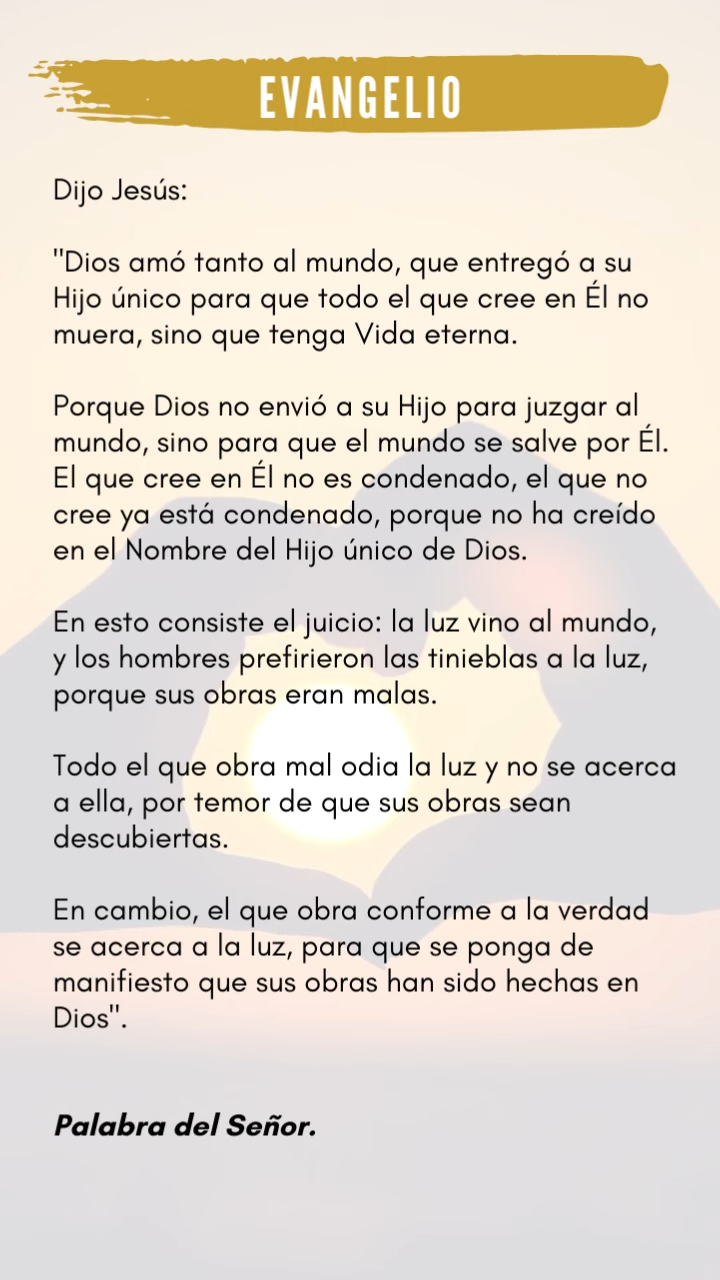 EVANGELIO
Dijo Jesús:
"Dios amó tanto al mundo, que entregó a su
Hijo único para que todo el que cree en Él no
muera, sino que tenga Vida eterna.
Porque Dios no envió a su Hijo para juzgar al
mundo, sino para que el mundo se salve por Él.
El que cree en Él no es condenado, el que no
cree ya está condenado, porque no ha creído
en el Nombre del Hijo único de Dios.
En esto consiste el juicio: la luz vino al mundo,
y los hombres prefirieron las tinieblas a la luz,
porque sus obras eran malas.
Todo el que obra mal odia la luz y no se acerca
a ella, por temor de que sus obras sean
descubiertas.
En cambio, el que obra conforme a la verdad
se acerca a la luz, para que se ponga de
manifiesto que sus obras han sido hechas en
Dios".
Palabra del Señor.